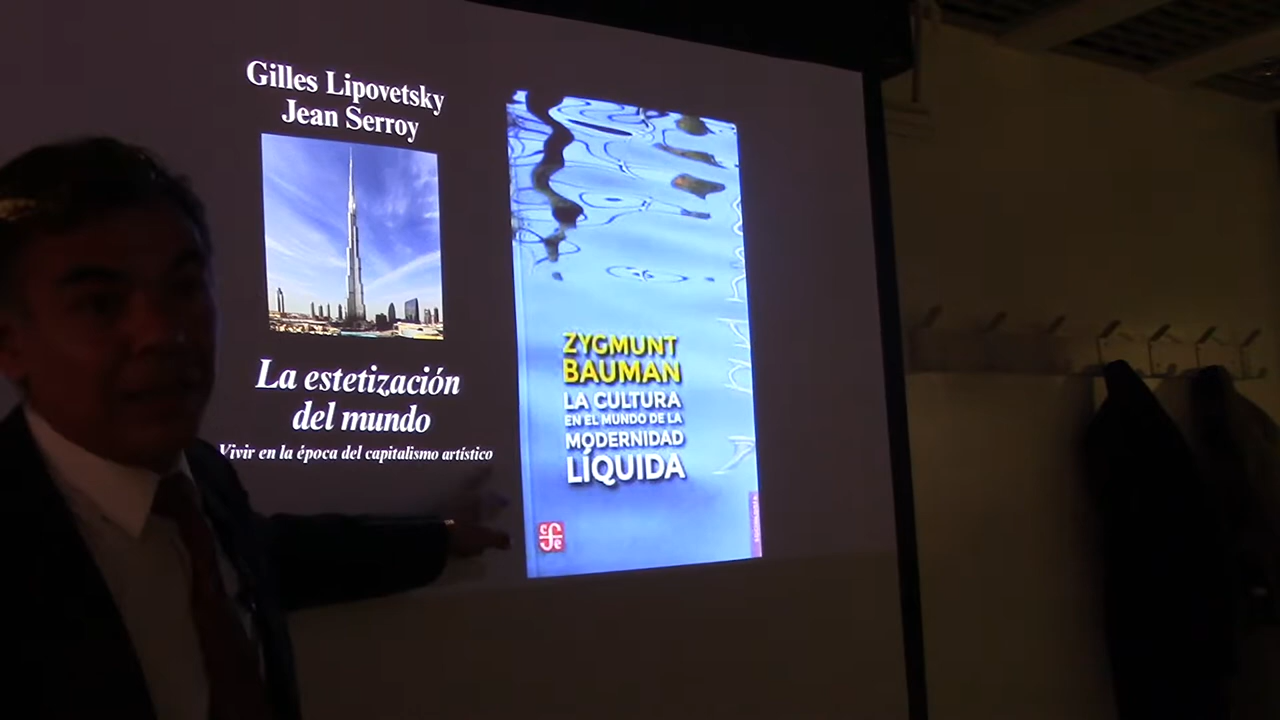 Gilles Lipovetsky
Jean Serroy
La estetización
del mundo
Vivir en la época del capitalismo artístico
ZYGMUNT
BAUMAN
LA CULTURA
EN EL MUNDO DE LA
MODERNIDAD
LÍQUIDA
cfe